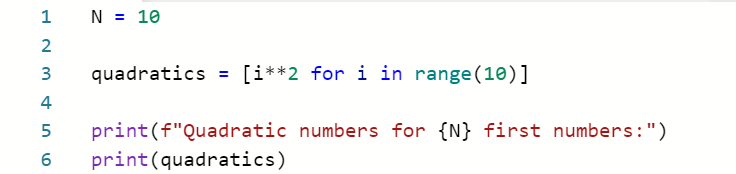 1 N = 10
2
3 quadratics = [i**2 for i in range(10)]
4
5 print(f"Quadratic numbers for {N} first numbers:")
6 print(quadratics)